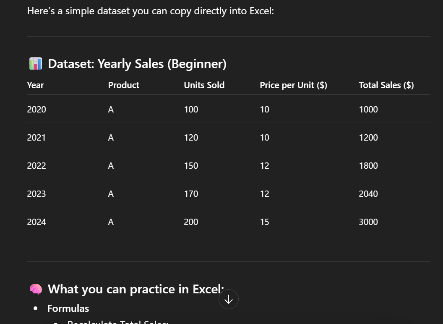 Here's a simple dataset you can copy directly into Excel:
Dataset: Yearly Sales (Beginner)
Year Product Units Sold Price per Unit ($) Total Sales ($)
2020 A 100 10 1000
2021 A 120 10 1200
2022 A 150 12 1800
2023 A 170 12 2040
2024 A 200 15 3000
What you can practice in Excel:
Formulas
Recalculate Total Sales: